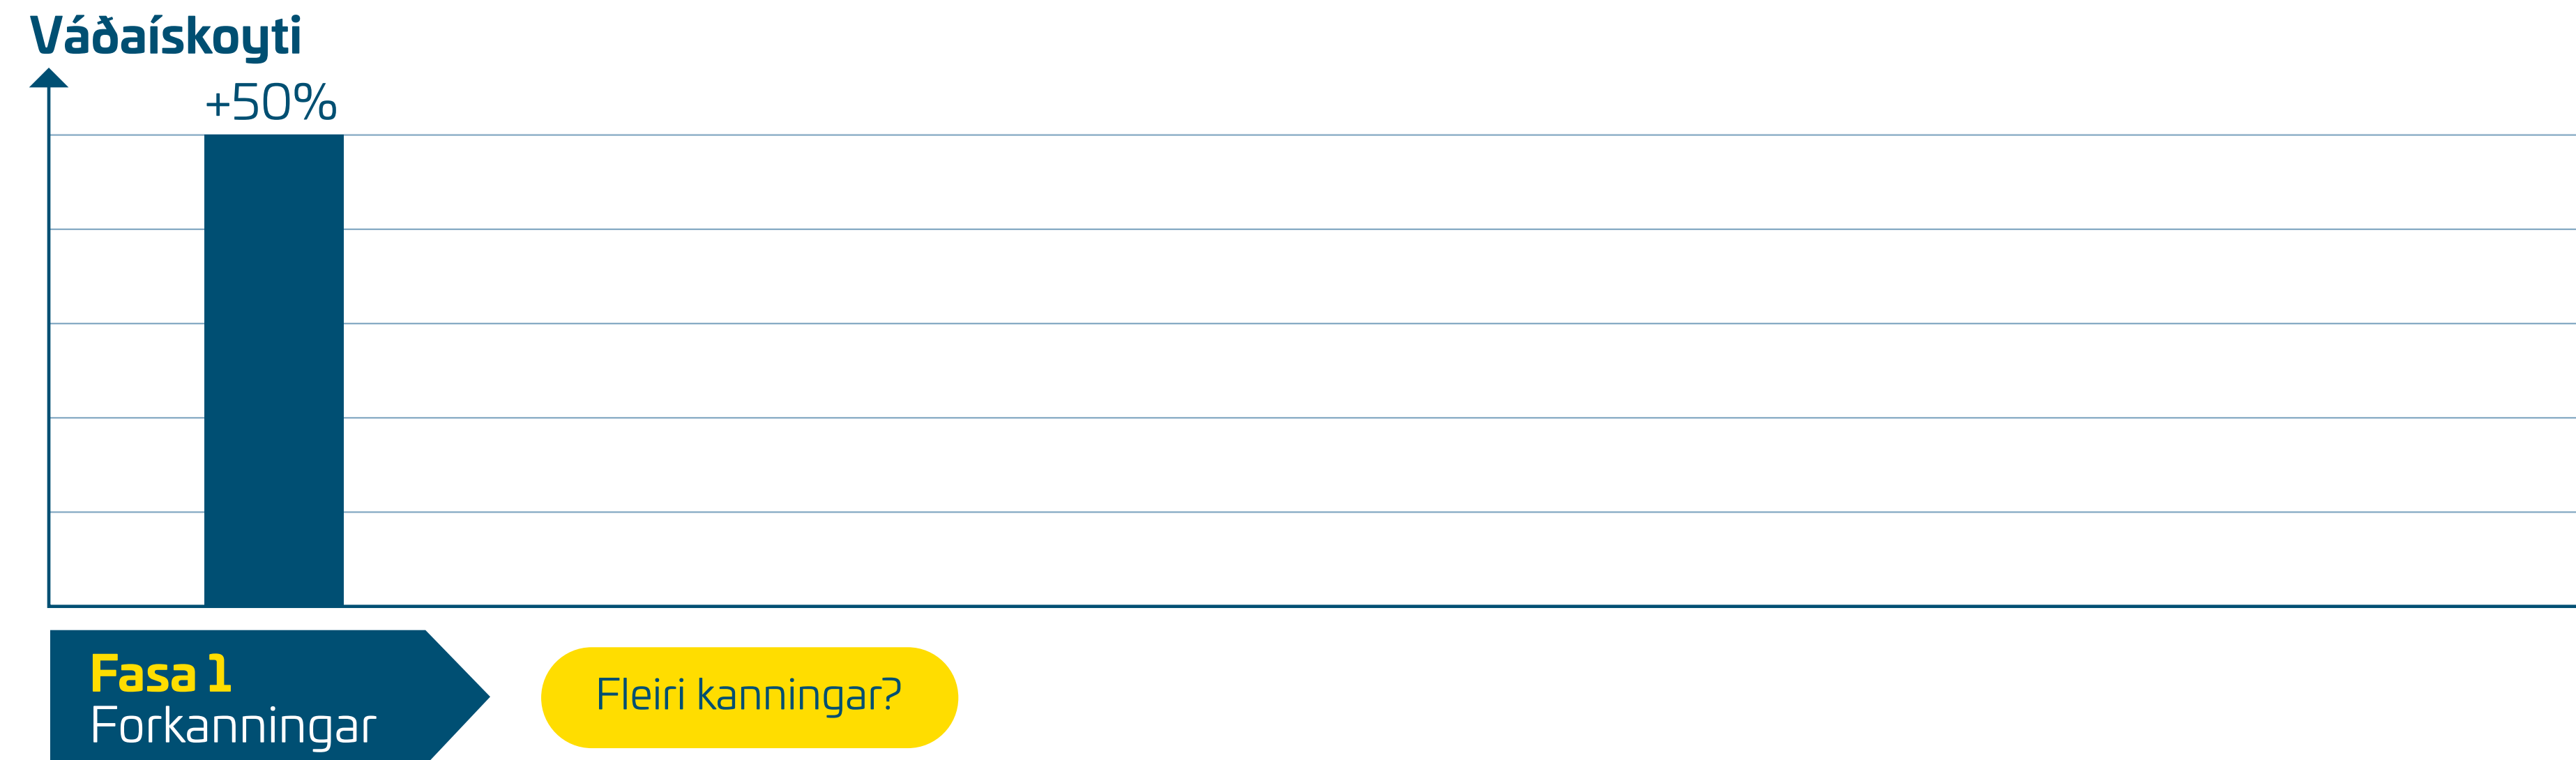 Váðaískoyti
+50%
Fasa 1
Forkanningar
Fleiri kanningar?